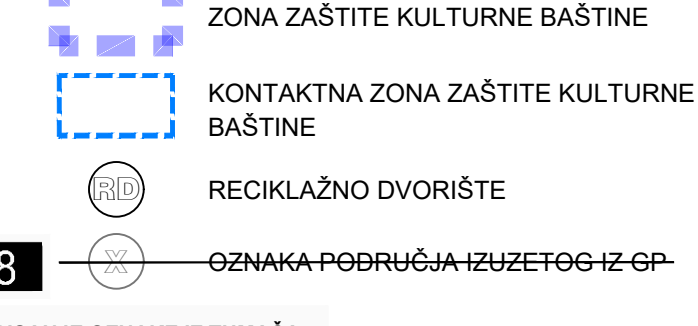 ZONA ZAŠTITE KULTURNE BAŠTINE
KONTAKTNA ZONA ZAŠTITE KULTURNE
BAŠTINE
RD RECIKLAŽNO DVORIŠTE
8 X OZNAKA PODRUČJA IZUZETOG IZ GP